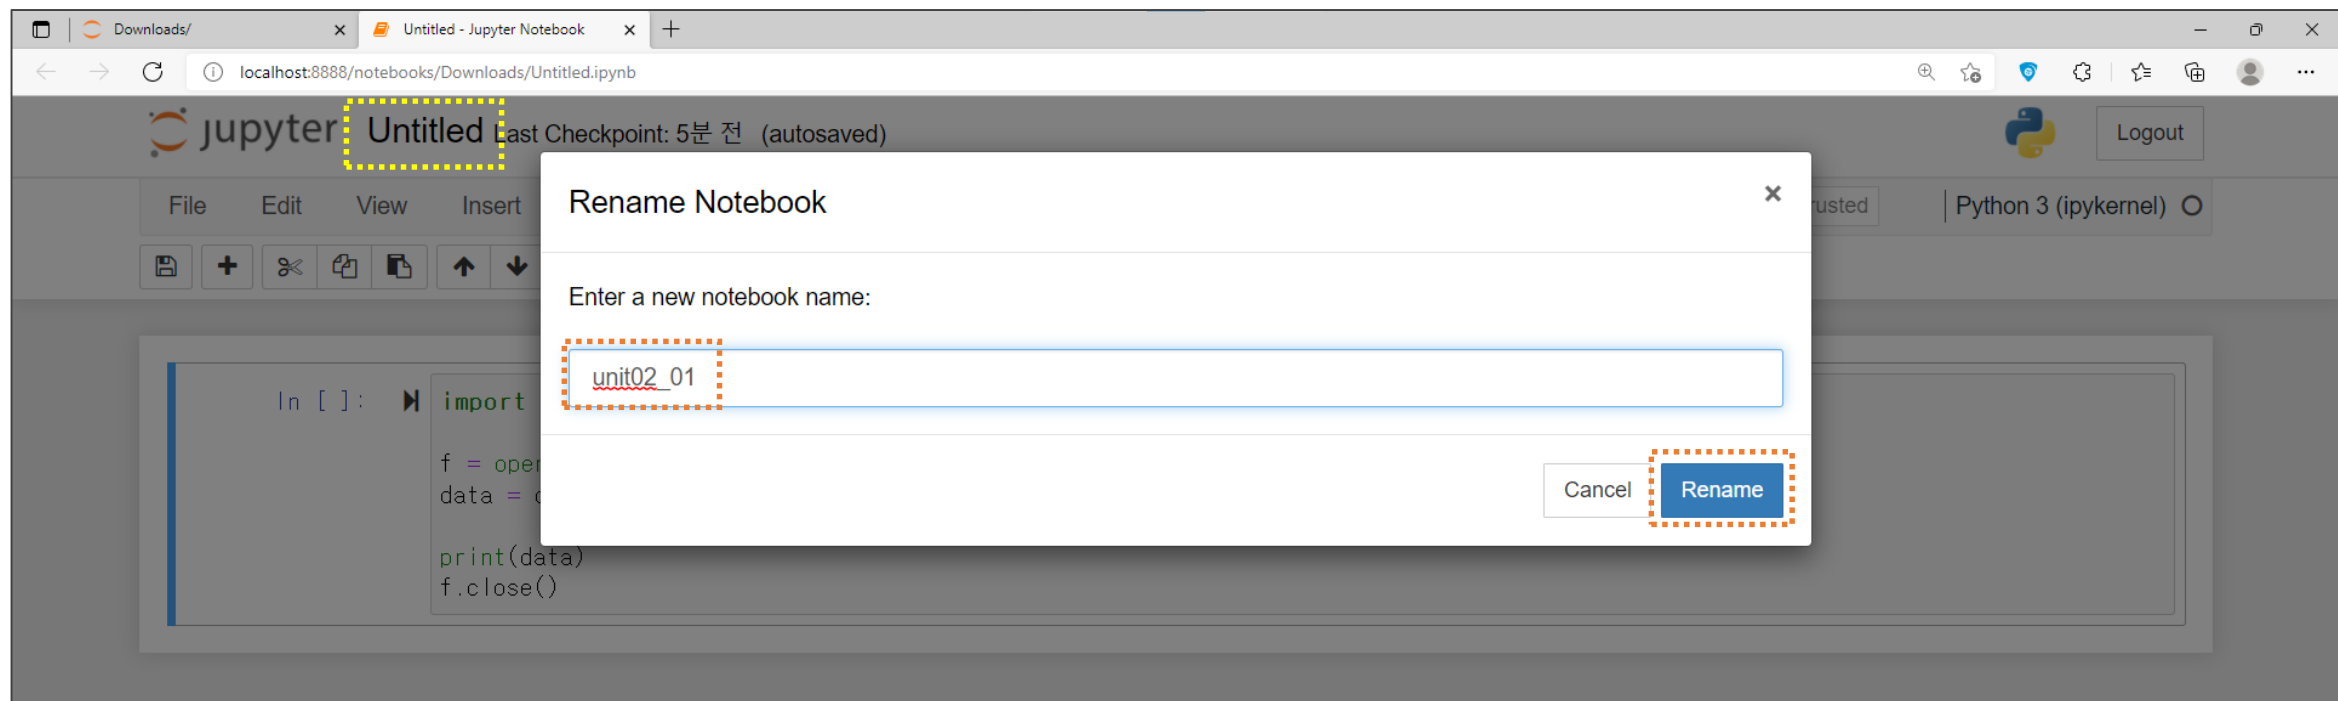 Downloads/
Untitled - Jupyter Notebook
localhost:8888/notebooks/Downloads/Untitled.ipynb
jupyter Untitled Last Checkpoint: 5분 전 (autosaved)
Logout
File Edit View Insert
rusted
Python 3 (ipykernel)
Rename Notebook
Enter a new notebook name:
unit02_01
Cancel Rename
In [ ]: import
f = open
data = c
print(data)
f.close()